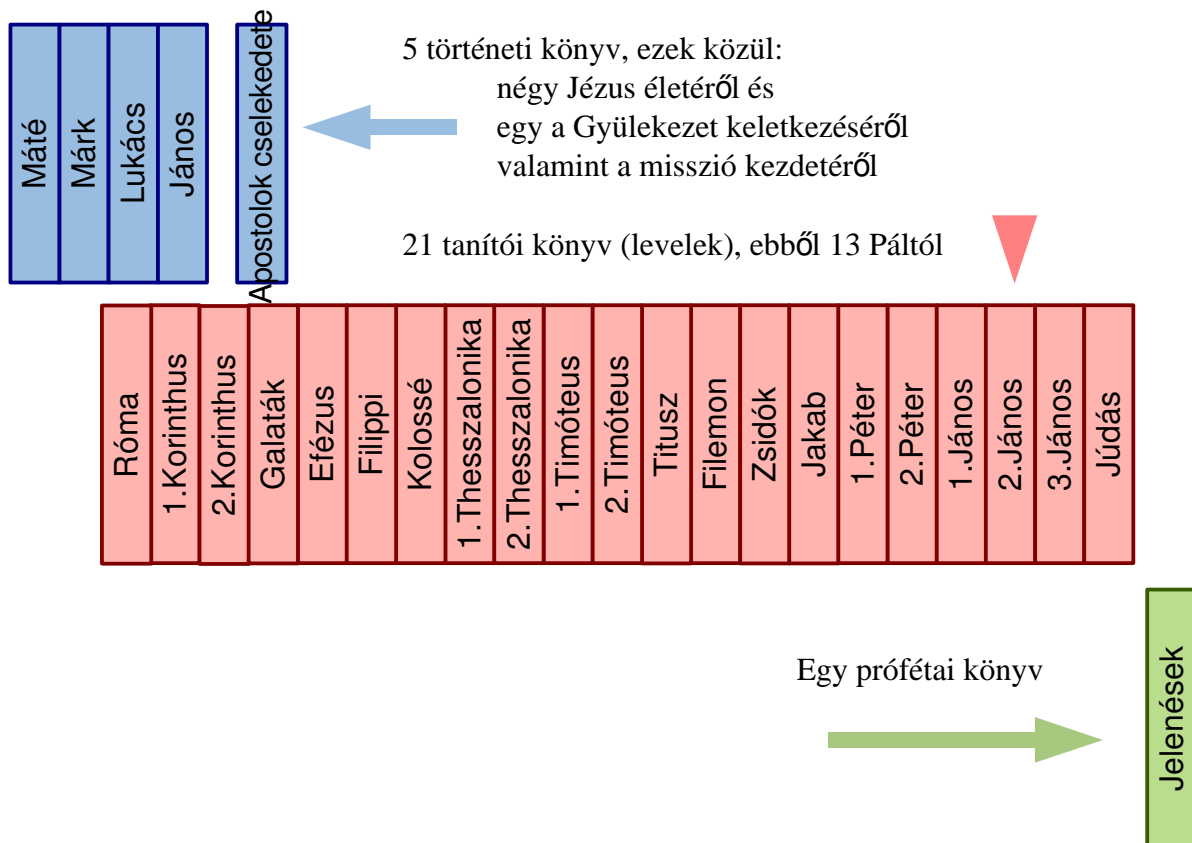 Máté
Márk
Lukács
János
Apostolok cselekedete
5 történeti könyv, ezek közül:
négy Jézus életéről és
egy a Gyülekezet keletkezéséről
valamint a misszió kezdetéről
21 tanítói könyv (levelek), ebből 13 Páltól
Róma
1.Korinthus
2.Korinthus
Galaták
Efézus
Filippi
Kolossé
1.Thesszalonika
2.Thesszalonika
1.Timóteus
2.Timóteus
Titusz
Filemon
Zsidók
Jakab
1.Péter
2.Péter
1.János
2.János
3.János
Júdás
Egy prófétai könyv
Jelenések